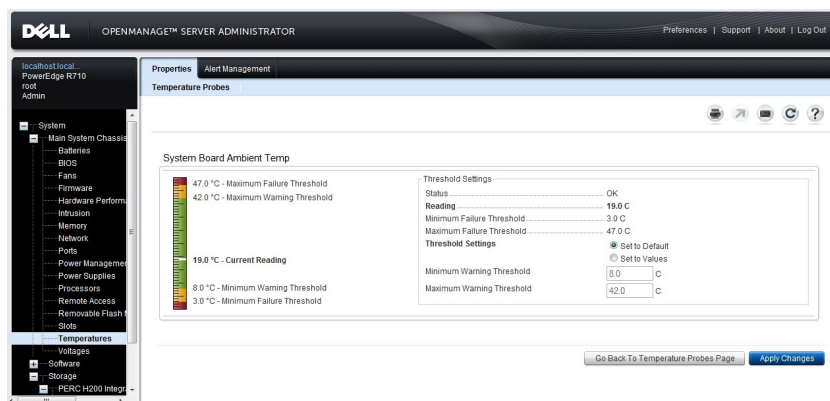 DELL
OPENMANAGE™ SERVER ADMINISTRATOR
Preferences | Support | About | Log Out
localhost.local...
PowerEdge R710
root
Admin
Properties
Alert Management
Temperature Probes
System
Main System Chassis
Batteries
BIOS
Fans
Firmware
Hardware Performa
Intrusion
Memory
Network
Ports
Power Managemen
Power Supplies
Processors
Remote Access
Removable Flash
Slots
Temperatures
Voltages
Software
Storage
PERC H200 Integr
System Board Ambient Temp
47.0 °C - Maximum Failure Threshold
42.0 °C - Maximum Warning Threshold
19.0 °C - Current Reading
8.0 °C - Minimum Warning Threshold
3.0 °C - Minimum Failure Threshold
Threshold Settings
Status OK
Reading 19.0 C
Minimum Failure Threshold 3.0 C
Maximum Failure Threshold 47.0 C
Threshold Settings Set to Default
Set to Values
Minimum Warning Threshold 8.0 C
Maximum Warning Threshold 42.0 C
Go Back To Temperature Probes Page
Apply Changes